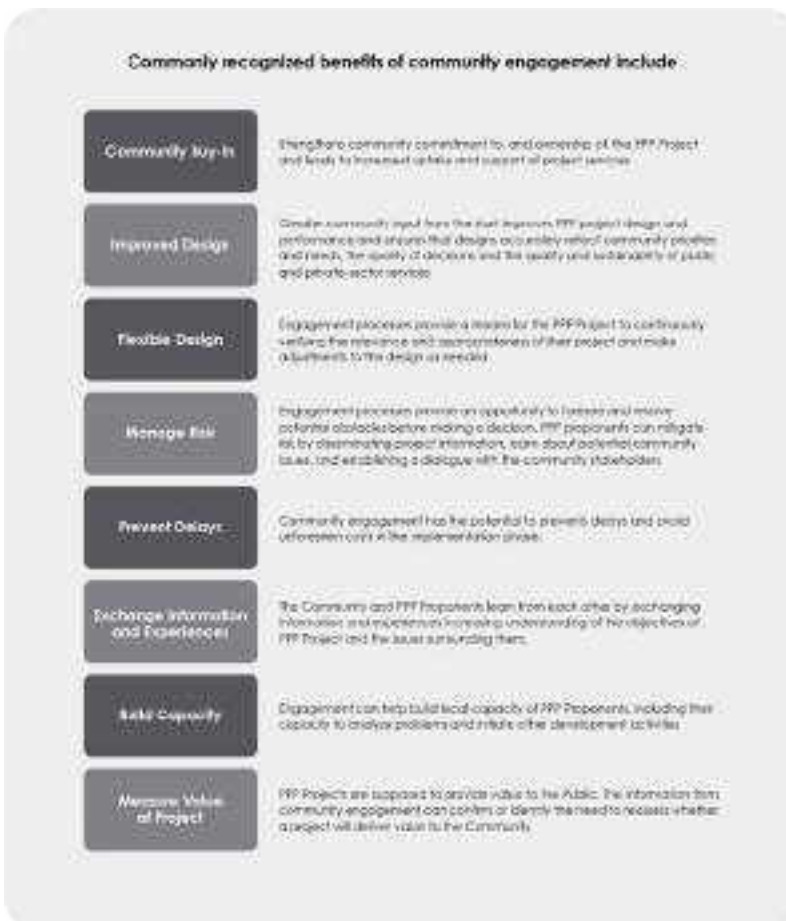 Commonly recognized benefits of community engagement include
Community Buy-In
Strengthens community commitment to, and ownership of, the PPP Project
and leads to increased uptake and support of project services
Improved Design
Greater community input from the start improves PPP project design and
performance and ensures that designs accurately reflect community priorities
and needs, the quality of decisions and the quality and sustainability of public
and private-sector services
Flexible Design
Engagement processes provide a means for the PPP Project to continuously
verifying the relevance and appropriateness of their project and make
adjustments to the design as needed
Manage Risk
Engagement processes provide an opportunity to foresee and resolve
potential obstacles before making a decision. PPP proponents can mitigate
risk by disseminating project information, learn about potential community
issues, and establishing a dialogue with the community stakeholders
Prevent Delays
Community engagement has the potential to prevents delays and avoid
unforeseen costs in the implementation phase.
Exchange Information
and Experiences
The Community and PPP Proponents learn from each other by exchanging
information and experiences increasing understanding of the objectives of
PPP Project and the issues surrounding them.
Build Capacity
Engagement can help build local capacity of PPP Proponents, including their
capacity to analyse problems and initiate other development activities
Measure Value
of Project
PPP Projects are supposed to provide value to the Public. The information from
community engagement can confirm or identify the need to reassess whether
a project will deliver value to the Community